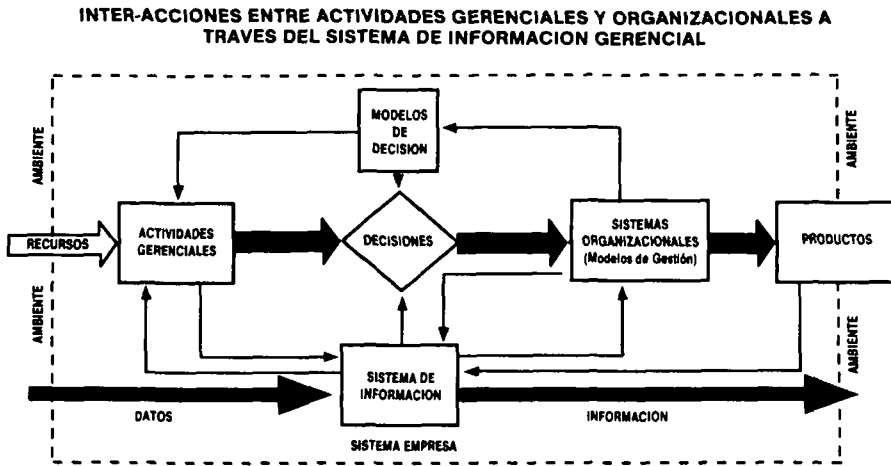 INTER-ACCIONES ENTRE ACTIVIDADES GERENCIALES Y ORGANIZACIONALES A
TRAVES DEL SISTEMA DE INFORMACION GERENCIAL
MODELOS
DE
DECISION
AMBIENTE
AMBIENTE
RECURSOS
ACTIVIDADES
GERENCIALES
DECISIONES
SISTEMAS
ORGANIZACIONALES
(Modelos de Gestión)
PRODUCTOS
AMBIENTE
AMBIENTE
SISTEMA DE
INFORMACION
DATOS
INFORMACION
SISTEMA EMPRESA